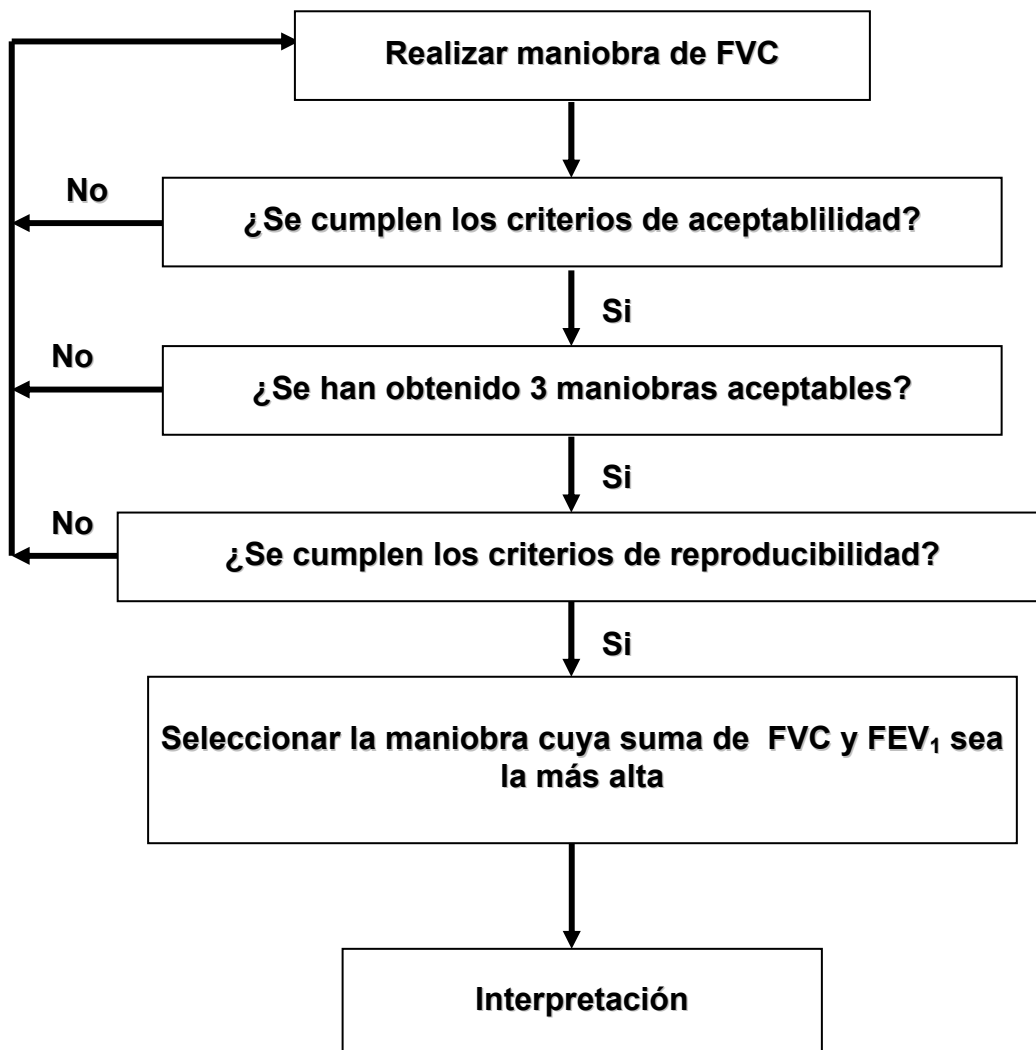 Realizar maniobra de FVC
No
¿Se cumplen los criterios de aceptablilidad?
Si
No
¿Se han obtenido 3 maniobras aceptables?
Si
No
¿Se cumplen los criterios de reproducibilidad?
Si
Seleccionar la maniobra cuya suma de FVC y FEV₁ sea
la más alta
Interpretación